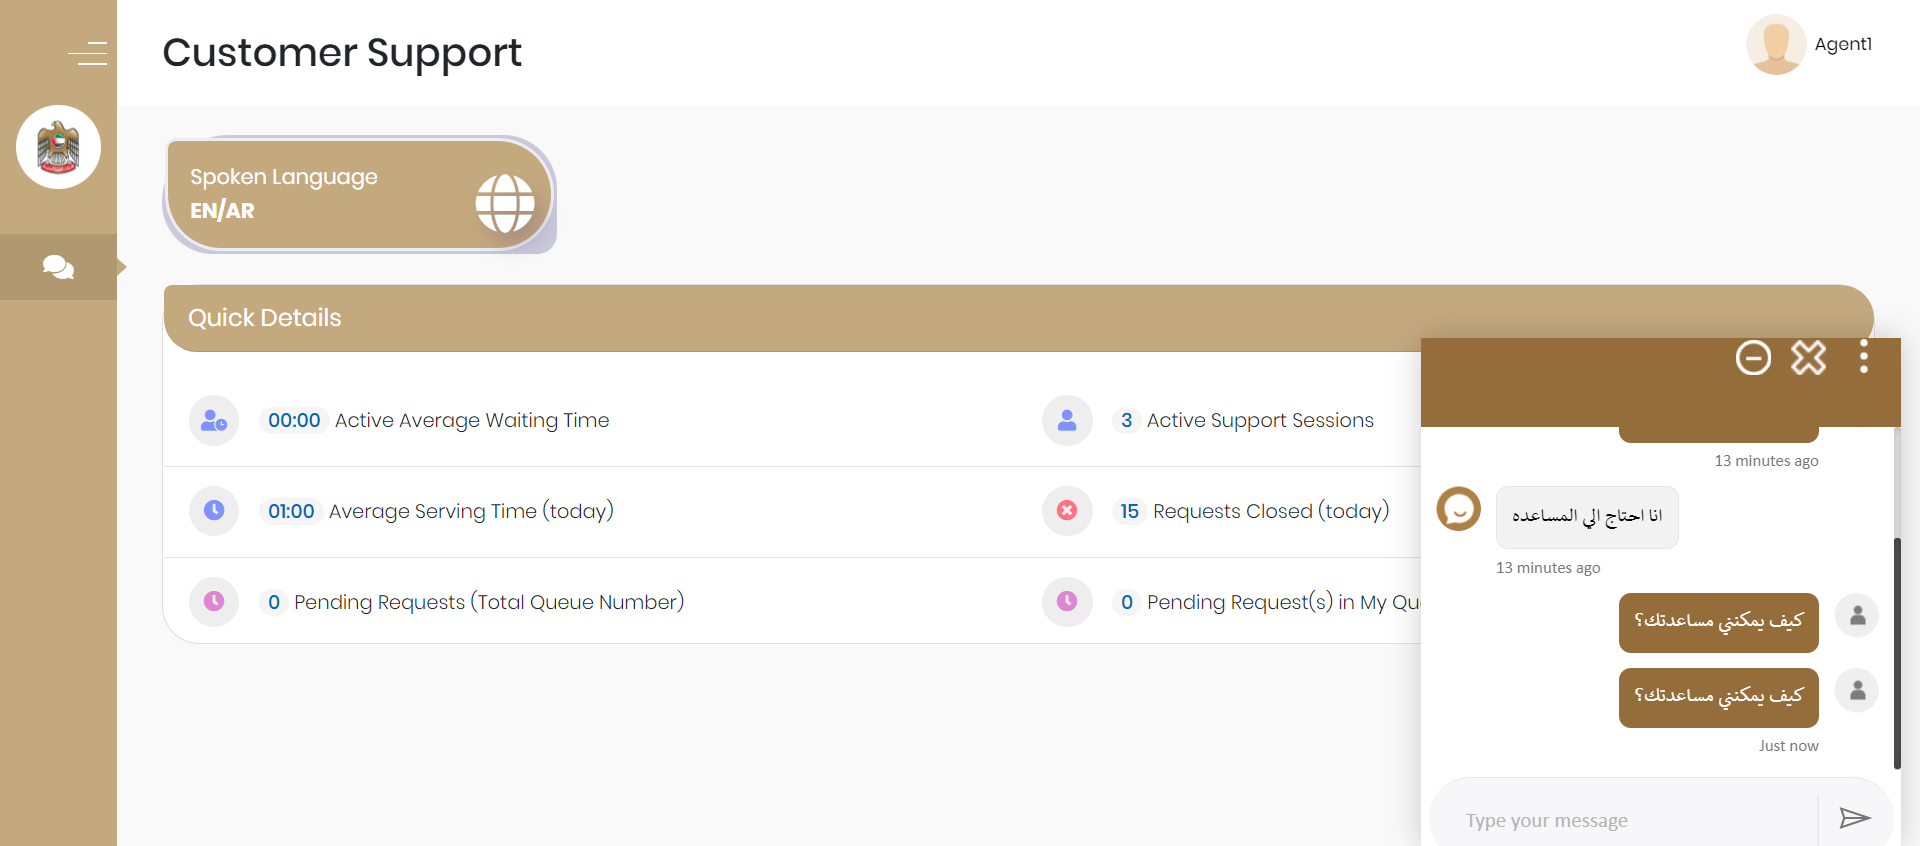 Customer Support
Agent1
Spoken Language
EN/AR
Quick Details
00:00 Active Average Waiting Time
3 Active Support Sessions
01:00 Average Serving Time (today)
15 Requests Closed (today)
0 Pending Requests (Total Queue Number)
0 Pending Request(s) in My
13 minutes ago
انا احتاج الي المساعده
13 minutes ago
كيف يمكنني مساعدتك؟
كيف يمكنني مساعدتك؟
Just now
Type your message